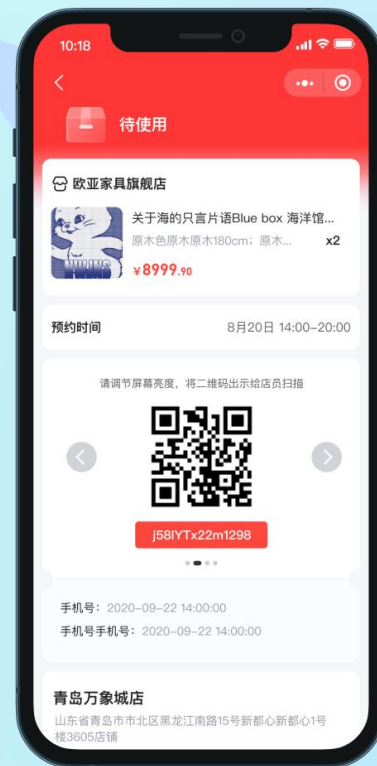 10:18
待使用
欧亚家具旗舰店
关于海的只言片语Blue box 海洋馆...
原木色原木原木180cm；原木... x2
¥8999.90
预约时间 8月20日 14:00-20:00
请调节屏幕亮度，将二维码出示给店员扫描
j58IYTx22m1298
手机号：2020-09-22 14:00:00
手机号手机号：2020-09-22 14:00:00
青岛万象城店
山东省青岛市市北区黑龙江南路15号新都心新都心1号
楼3605店铺